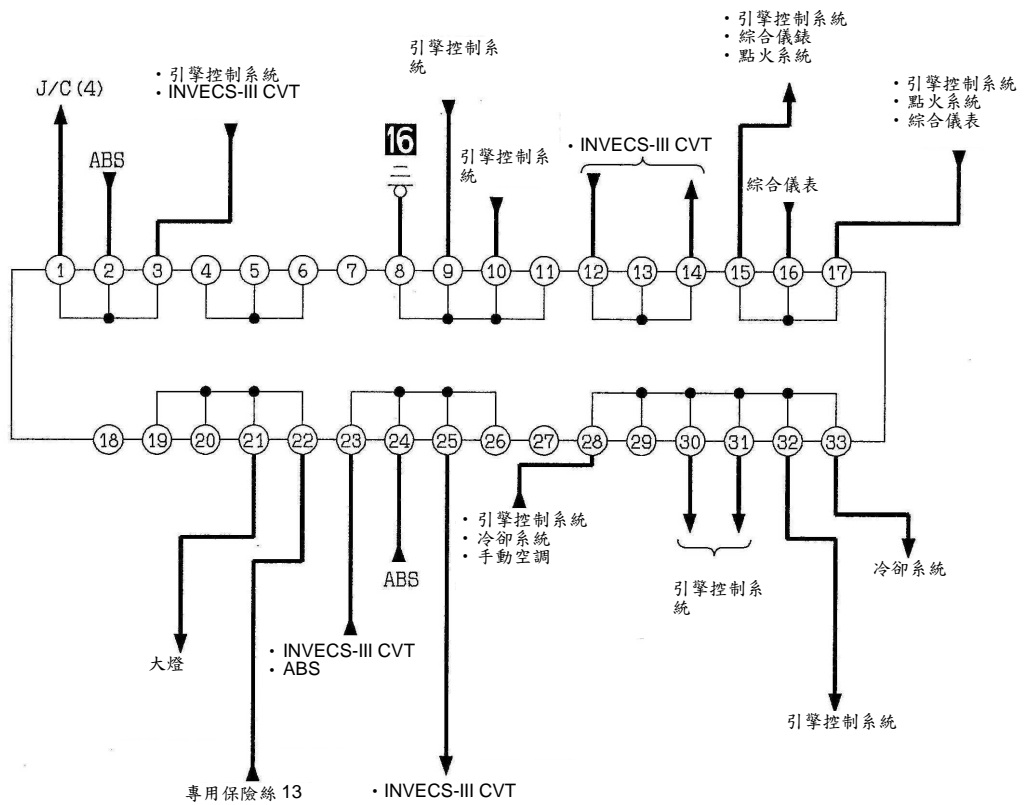 ・引擎控制系統
・綜合儀錶
・點火系統
引擎控制系
統
・引擎控制系統
・INVECS-III CVT
J/C (4)
・引擎控制系統
・點火系統
・綜合儀表
16
ABS
引擎控制系
統
・INVECS-III CVT
綜合儀表
1 2 3 4 5 6 7 8 9 10 11 12 13 14 15 16 17
18 19 20 21 22 23 24 25 26 27 28 29 30 31 32 33
・引擎控制系統
・冷卻系統
・手動空調
ABS
引擎控制系
統
冷卻系統
大燈
・INVECS-III CVT
・ABS
引擎控制系統
專用保險絲 13
・INVECS-III CVT